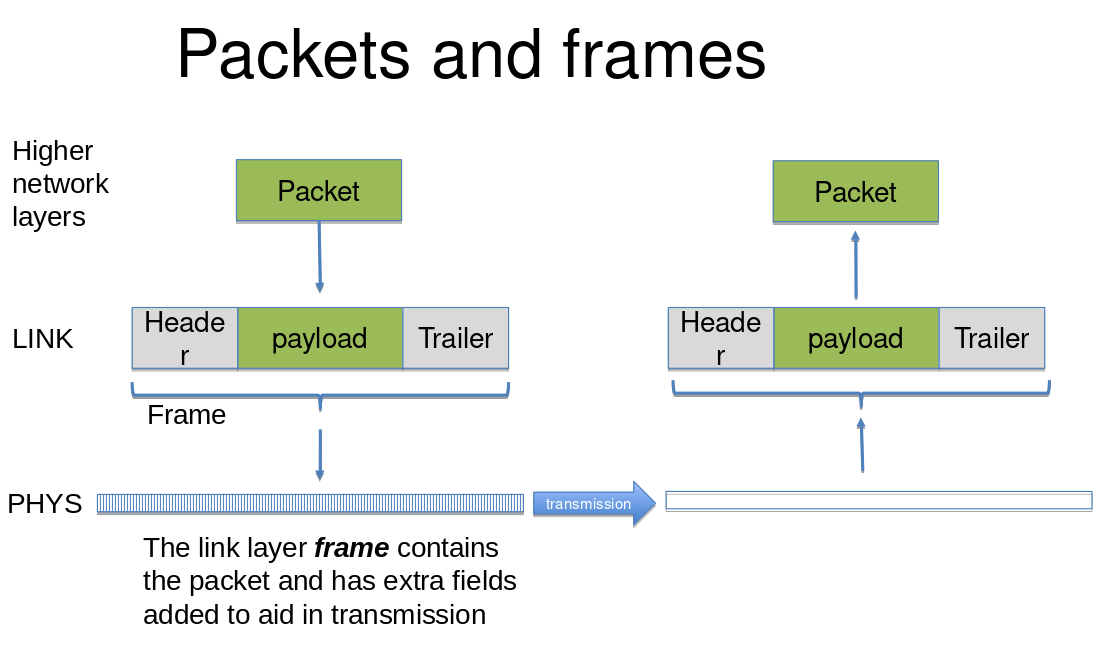 Packets and frames
Higher
network
layers
Packet
Packet
LINK
Heade
r
payload
Trailer
Heade
r
payload
Trailer
Frame
PHYS
transmission
The link layer frame contains
the packet and has extra fields
added to aid in transmission